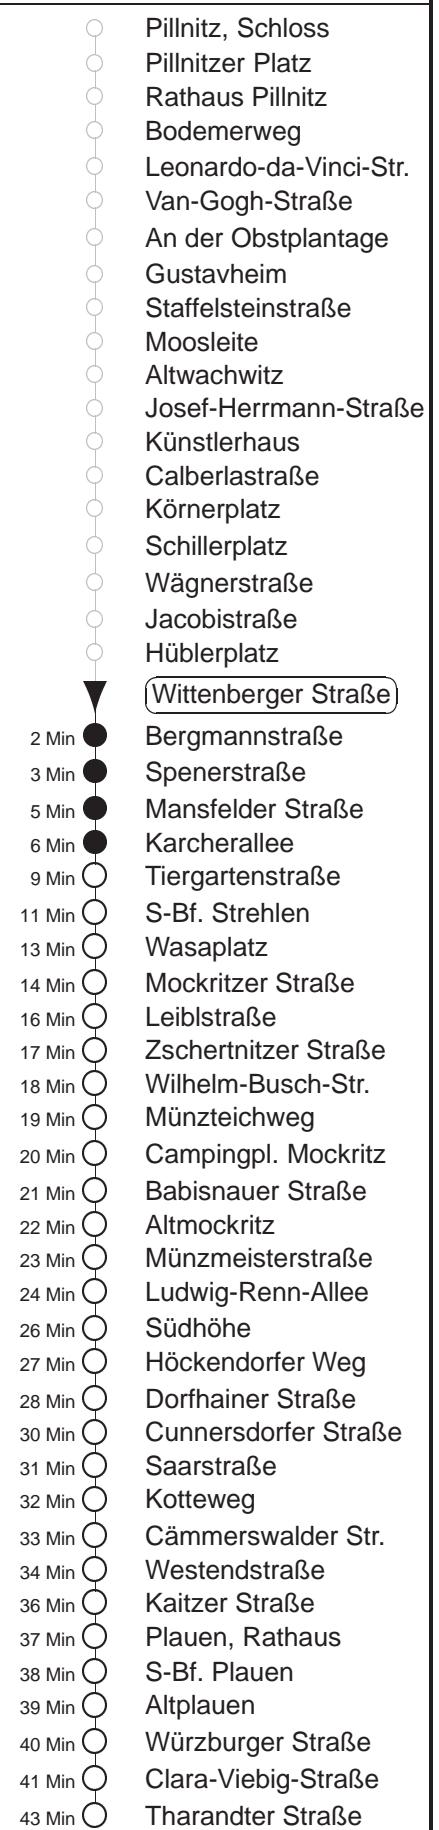 Pillnitz, Schloss
Pillnitzer Platz
Rathaus Pillnitz
Bodemerweg
Leonardo-da-Vinci-Str.
Van-Gogh-Straße
An der Obstplantage
Gustavheim
Staffelsteinstraße
Moosleite
Altwachwitz
Josef-Herrmann-Straße
Künstlerhaus
Calberlastraße
Körnerplatz
Schillerplatz
Wägnerstraße
Jacobistraße
Hüblerplatz
Wittenberger Straße
2 Min Bergmannstraße
3 Min Spenerstraße
5 Min Mansfelder Straße
6 Min Karcherallee
9 Min Tiergartenstraße
11 Min S-Bf. Strehlen
13 Min Wasaplatz
14 Min Mockritzer Straße
16 Min Leiblstraße
17 Min Zschertnitzer Straße
18 Min Wilhelm-Busch-Str.
19 Min Münzteichweg
20 Min Campingpl. Mockritz
21 Min Babisnauer Straße
22 Min Altmockritz
23 Min Münzmeisterstraße
24 Min Ludwig-Renn-Allee
26 Min Südhöhe
27 Min Höckendorfer Weg
28 Min Dorfhainer Straße
30 Min Cunnersdorfer Straße
31 Min Saarstraße
32 Min Kotteweg
33 Min Cämmerswalder Str.
34 Min Westendstraße
36 Min Kaitzer Straße
37 Min Plauen, Rathaus
38 Min S-Bf. Plauen
39 Min Altplauen
40 Min Würzburger Straße
41 Min Clara-Viebig-Straße
43 Min Tharandter Straße